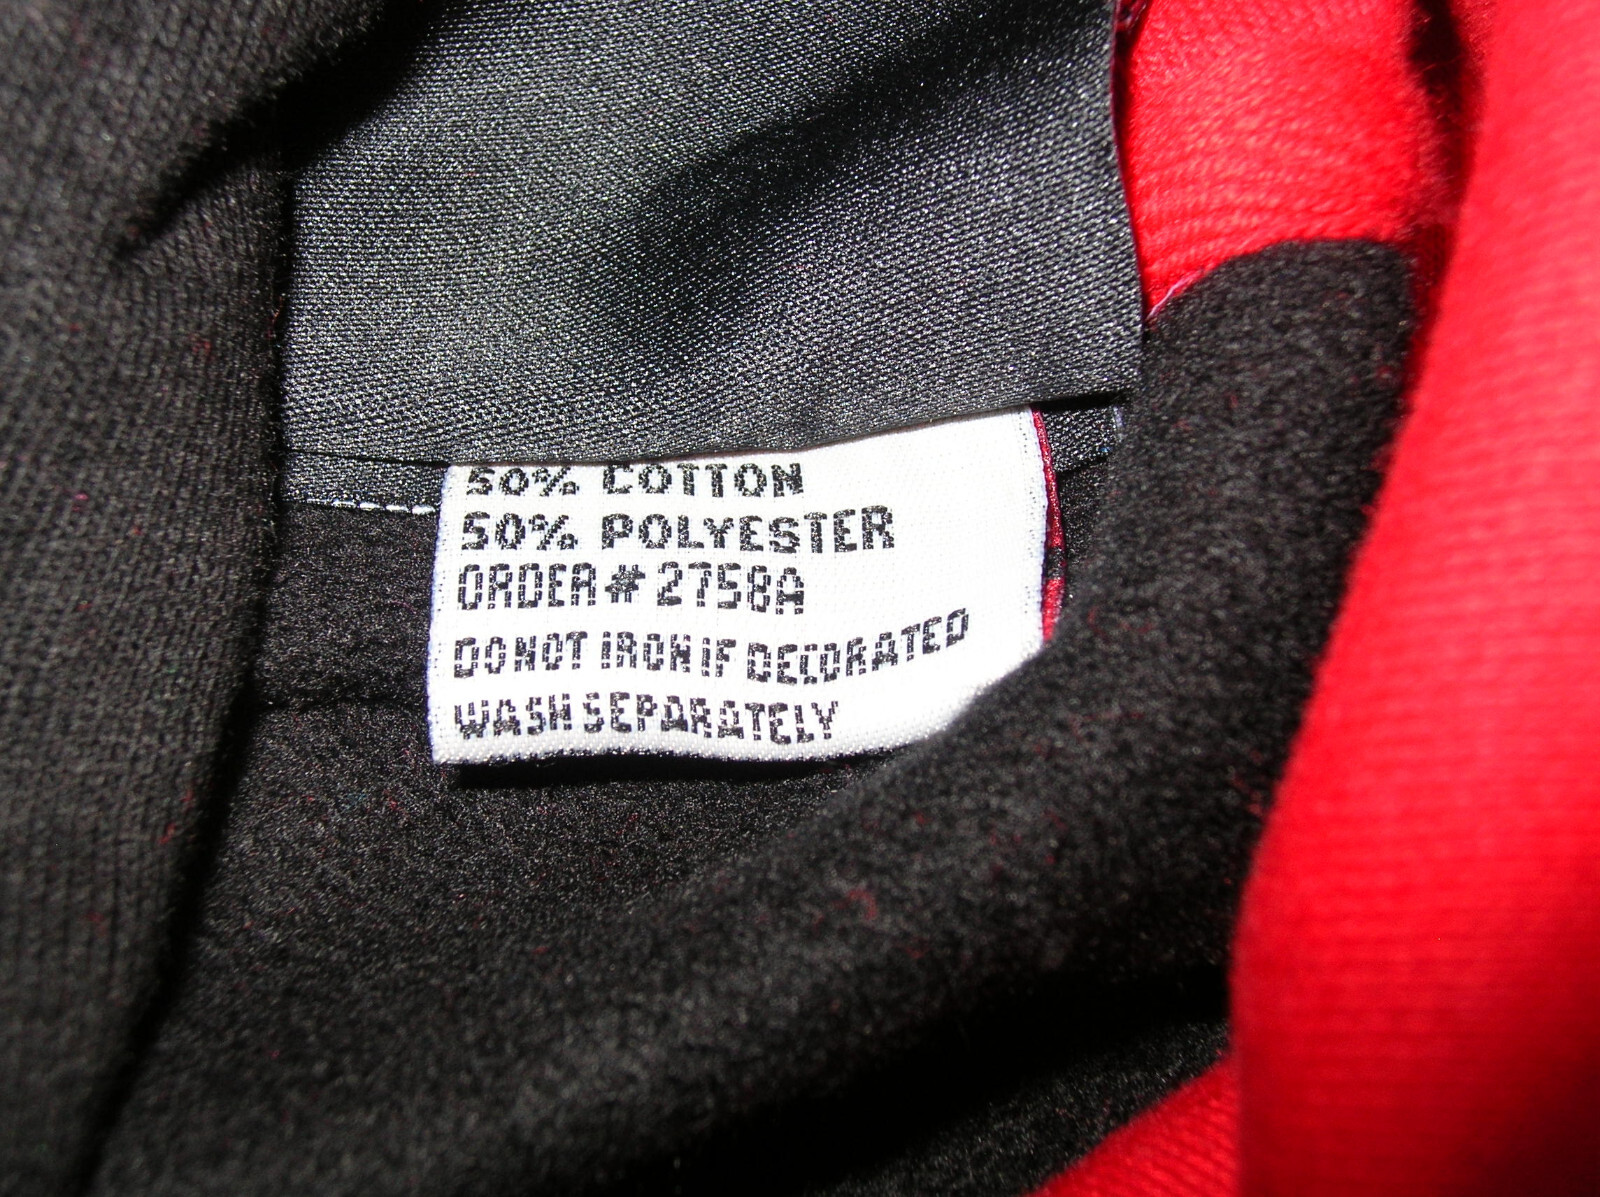 50% COTTON
50% POLYESTER
ORDER# 2758A
DO NOT IRON IF DECORATED
WASH SEPARATELY